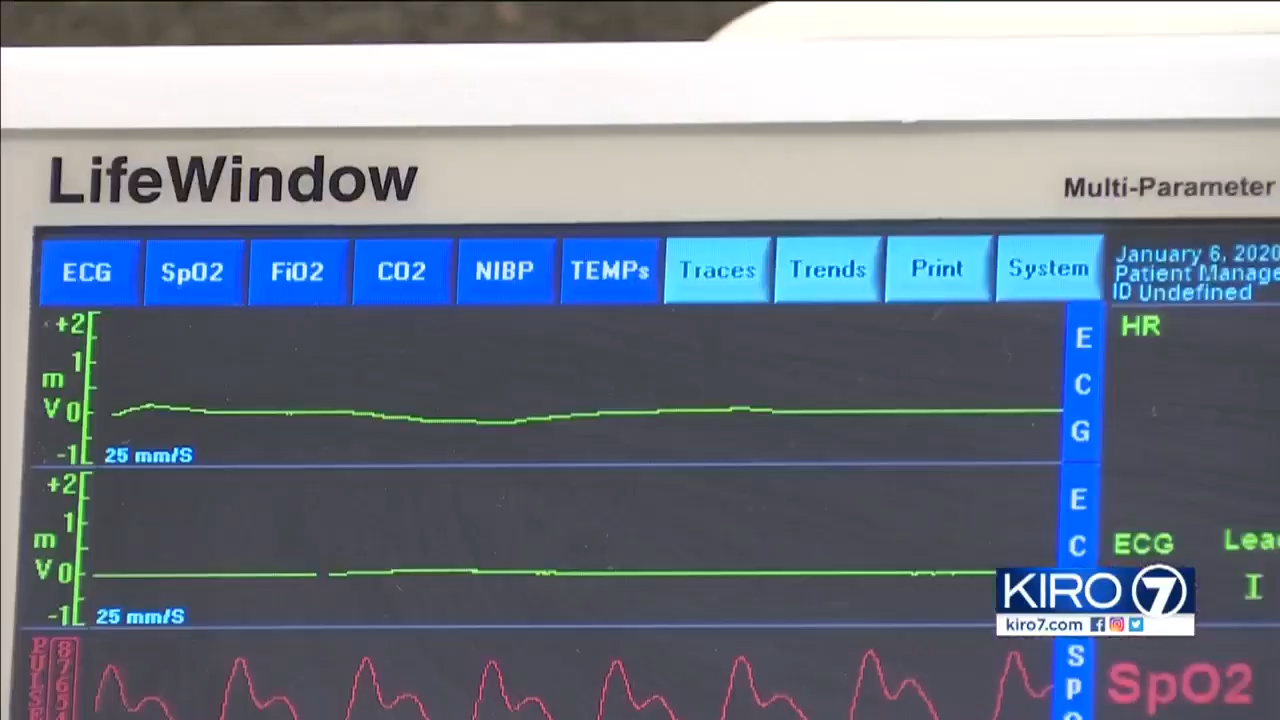 LifeWindow
Multi-Parameter
ECG SpO2 FiO2 CO2 NIBP TEMPs Traces Trends Print System
January 6, 2020
Patient
ID Undefined
+2
1
m
V 0
-1
25 mm/S
E
C
G
HR
+2
1
m
V 0
-1
25 mm/S
E
C
ECG
I
KIRO 7
kiro7.com
S
P
SpO2